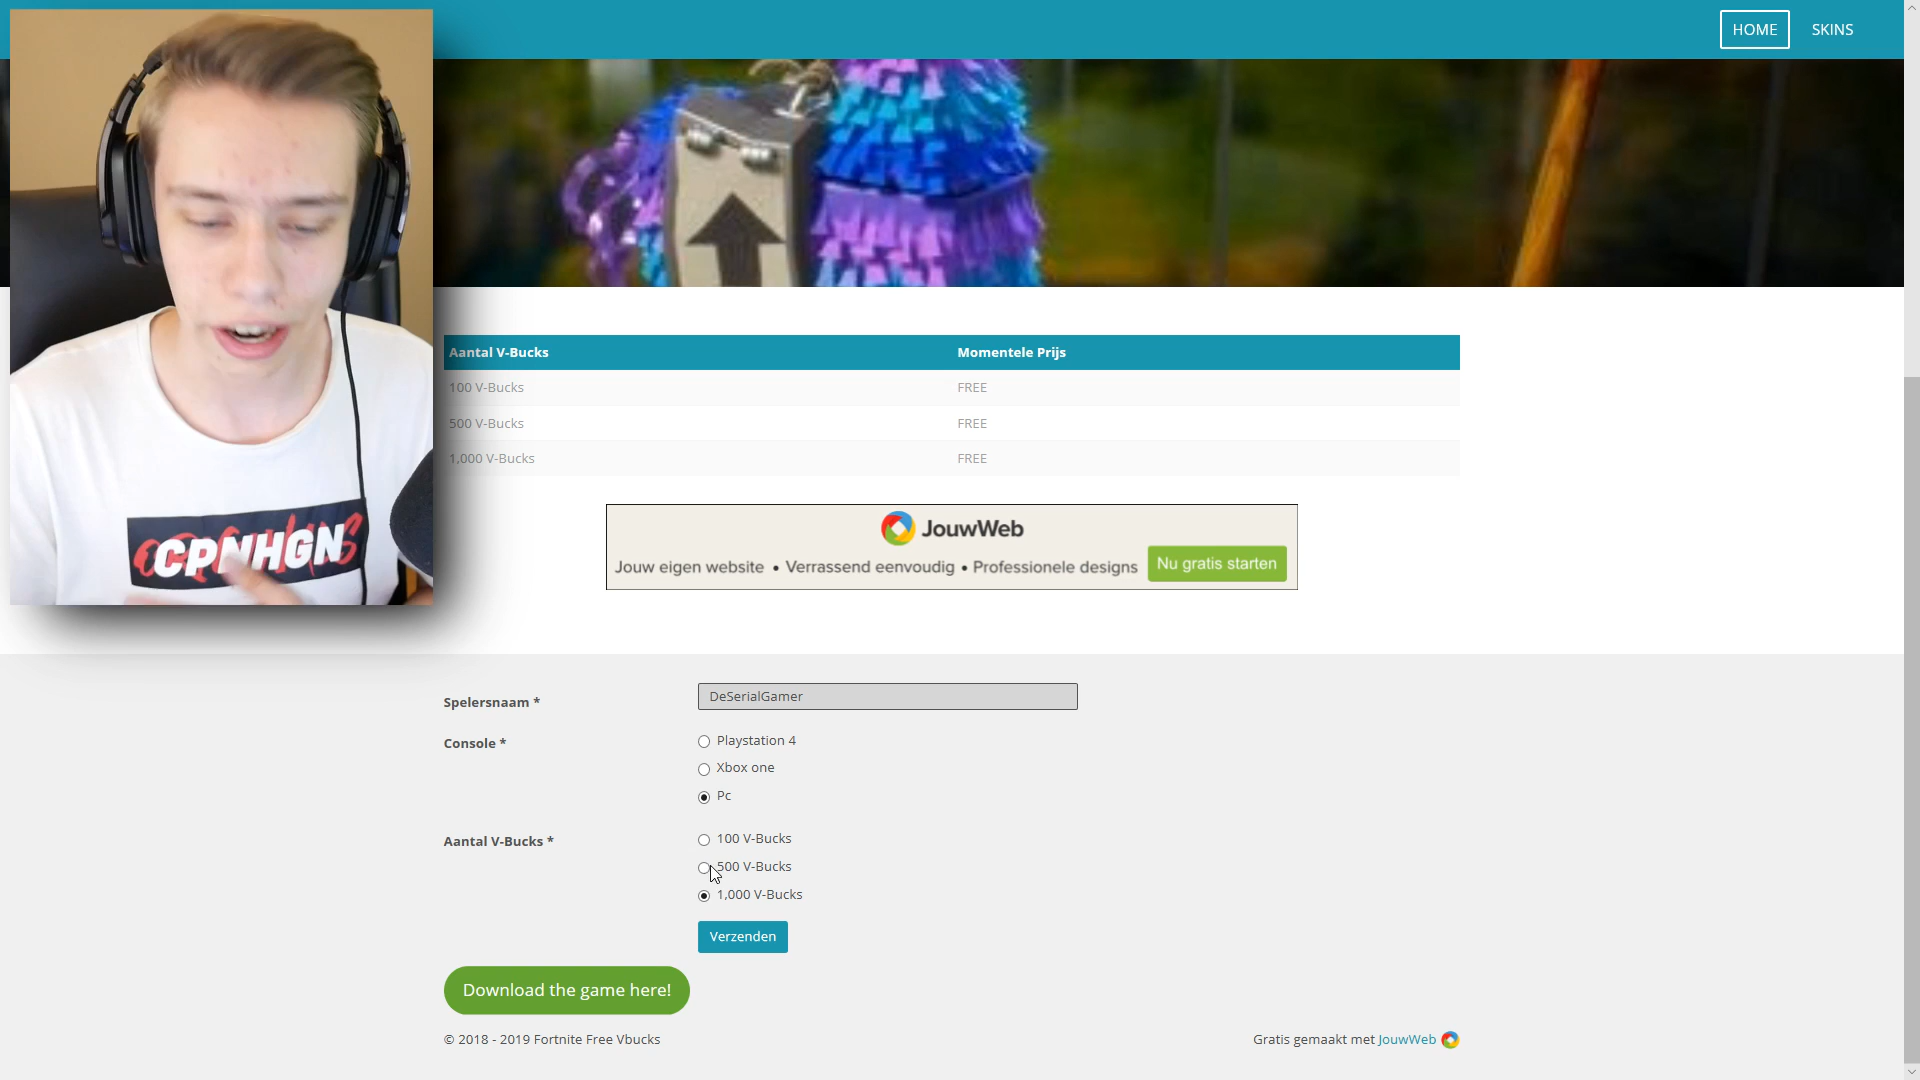 HOME
SKINS
Aantal V-Bucks
Momentele Prijs
100 V-Bucks
FREE
500 V-Bucks
FREE
1,000 V-Bucks
FREE
CPNHGN
JouwWeb
Jouw eigen website • Verrassend eenvoudig • Professionele designs
Nu gratis starten
Spelersnaam *
DeSerialGamer
Console *
Playstation 4
Xbox one
Pc
Aantal V-Bucks *
100 V-Bucks
500 V-Bucks
1,000 V-Bucks
Verzenden
Download the game here!
© 2018 - 2019 Fortnite Free Vbucks
Gratis gemaakt met JouwWeb